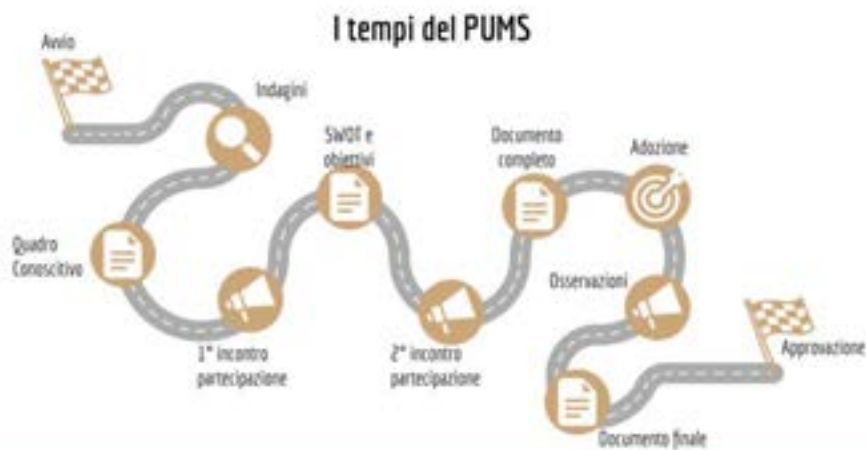 I tempi del PUMS
Avvio
Indagini
Quadro
Conoscitivo
1° incontro
partecipazione
SWOT e
obiettivi
2° incontro
partecipazione
Documento
completo
Adozione
Osservazioni
Documento finale
Approvazione